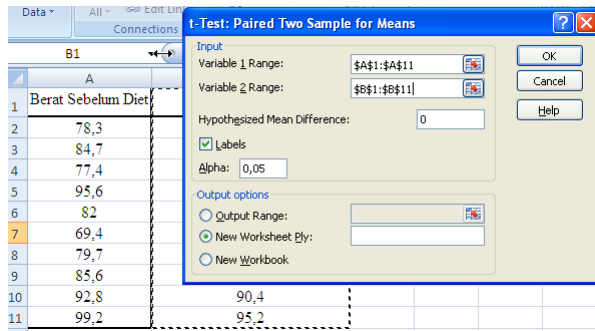 Data
All
Edit Lin
Connections
B1
A
1 Berat Sebelum Diet
2 78,3
3 84,7
4 77,4
5 95,6
6 82
7 69,4
8 79,7
9 85,6
10 92,8 90,4
11 99,2 95,2
t-Test: Paired Two Sample for Means
Input
Variable 1 Range: $A$1:$A$11
Variable 2 Range: $B$1:$B$11
Hypothesized Mean Difference: 0
Labels
Alpha: 0,05
Output options
Output Range:
New Worksheet Ply:
New Workbook
OK
Cancel
Help